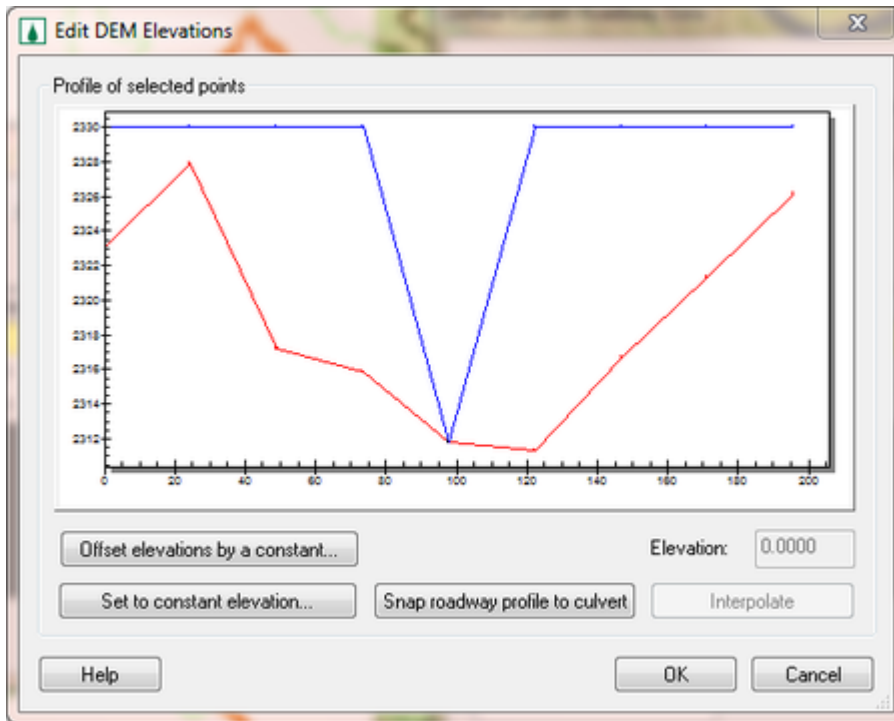 Edit DEM Elevations
Profile of selected points
2330
2328
2326
2324
2322
2320
2318
2316
2314
2312
0 20 40 60 80 100 120 140 160 180 200
Offset elevations by a constant... Elevation: 0.0000
Set to constant elevation... Snap roadway profile to culvert Interpolate
Help OK Cancel